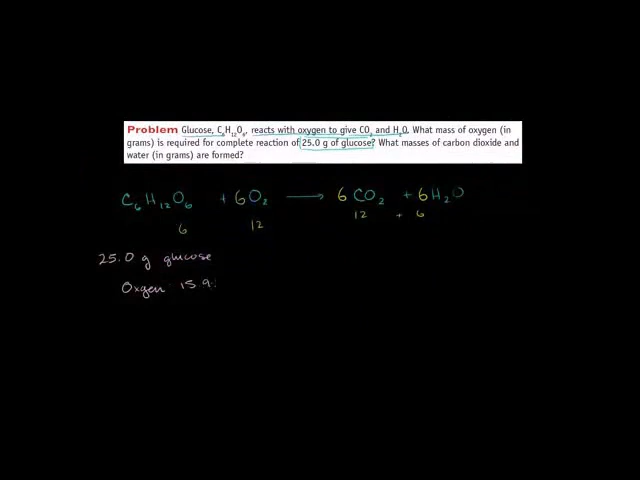 Problem Glucose, C₆H₁₂O₆, reacts with oxygen to give CO₂ and H₂O. What mass of oxygen (in
grams) is required for complete reaction of 25.0 g of glucose? What masses of carbon dioxide and
water (in grams) are formed?
C₆H₁₂O₆ + 6O₂ → 6CO₂ + 6H₂O
6 12 12 + 6
25.0 g glucose
Oxgen 15.9